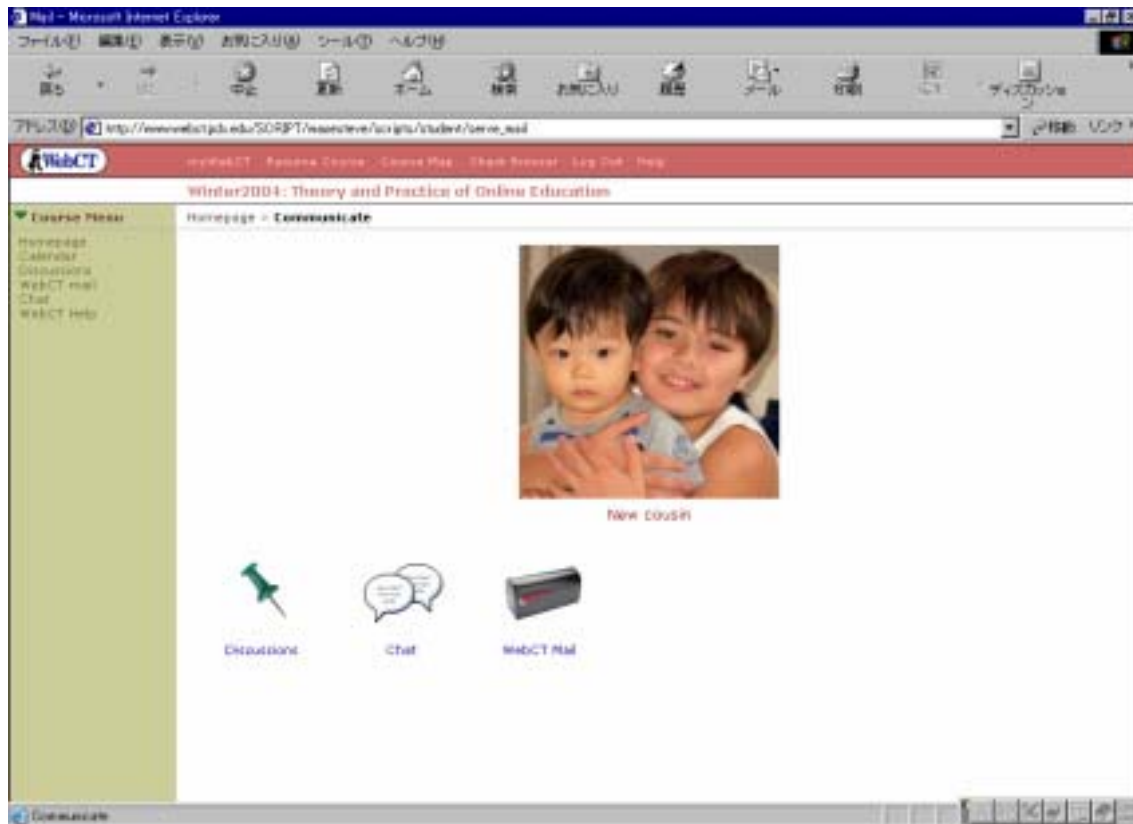 Mail - Microsoft Internet Explorer
ファイル(F) 編集(E) 表示(V) お気に入り(A) ツール(T) ヘルプ(H)
戻る 中止 更新 ホーム 検索 お気に入り 履歴 メール 印刷 ディスカッション
アドレス(D) 移動 リンク
WebCT
myWebCT Resume Course Course Map Check Browser Log Out Help
Winter2004: Theory and Practice of Online Education
Course Menu
Homepage > Communicate
Homepage
Calendar
Discussions
WebCT mail
Chat
WebCT Help
New cousin
Discussions Chat WebCT Mail
Communicate